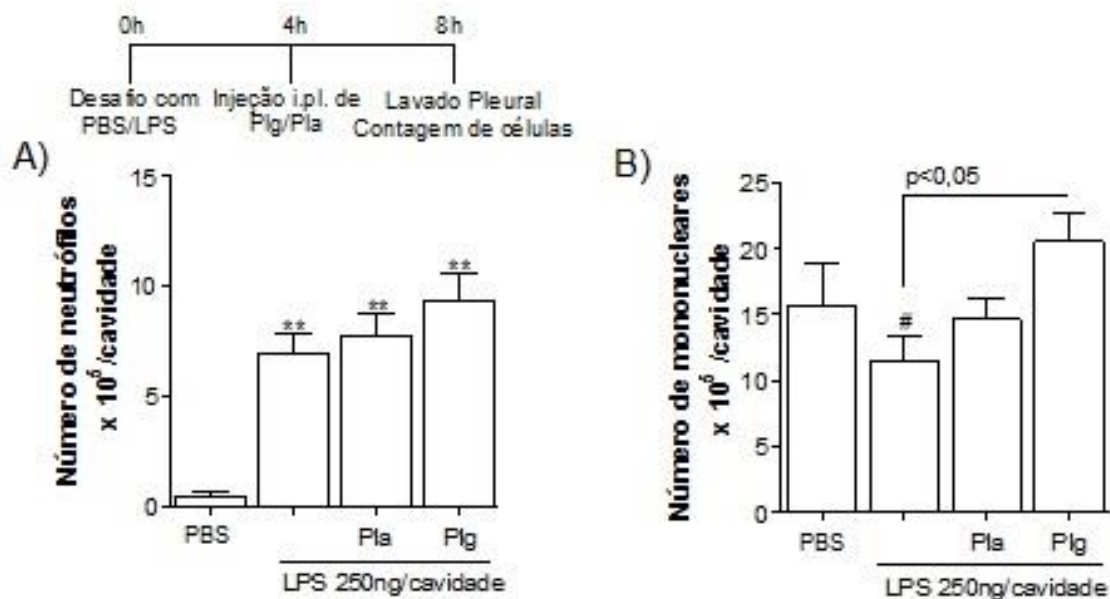 0h 4h 8h
Desafio com Injeção i.pl. de Lavado Pleural
PBS/LPS Plg/Pla Contagem de células
A)
Número de neutrófilos
x 10⁵/cavidade
15
10
5
0
** ** **
PBS Pla Plg
LPS 250ng/cavidade
B)
Número de mononucleares
x 10⁵/cavidade
25
20
15
10
5
0
p<0,05
#
PBS Pla Plg
LPS 250ng/cavidade